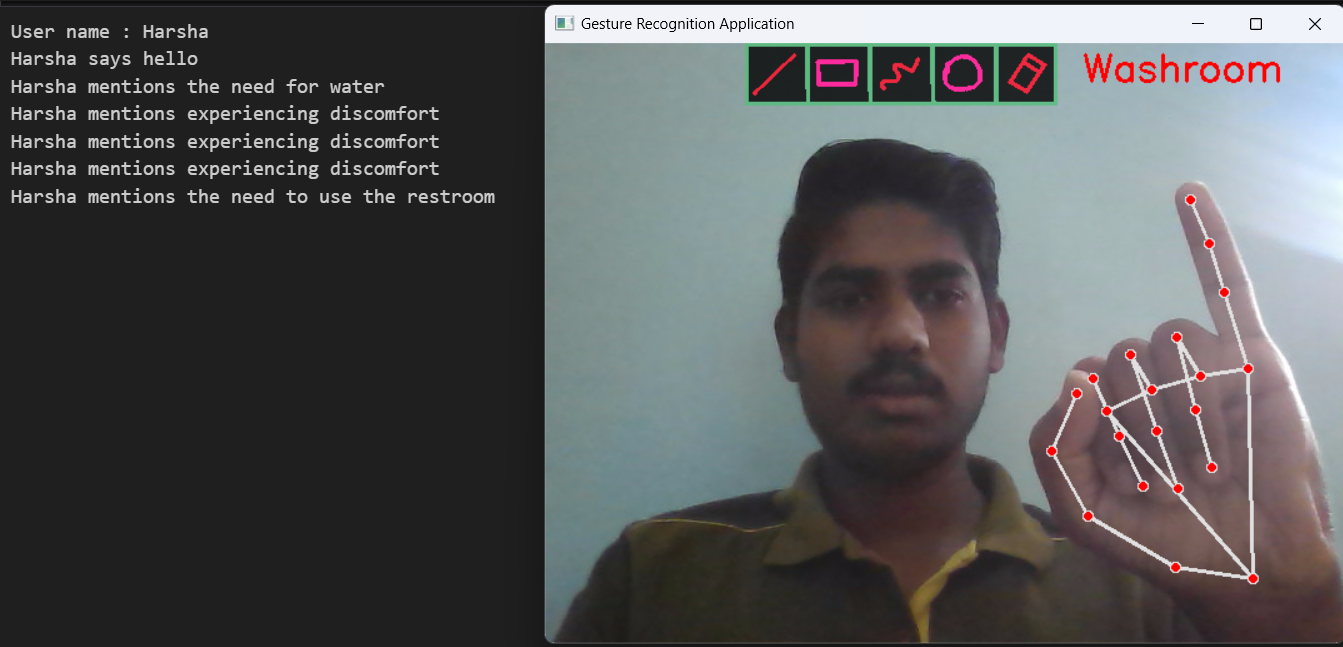 User name : Harsha
Harsha says hello
Harsha mentions the need for water
Harsha mentions experiencing discomfort
Harsha mentions experiencing discomfort
Harsha mentions experiencing discomfort
Harsha mentions the need to use the restroom
Gesture Recognition Application
Washroom